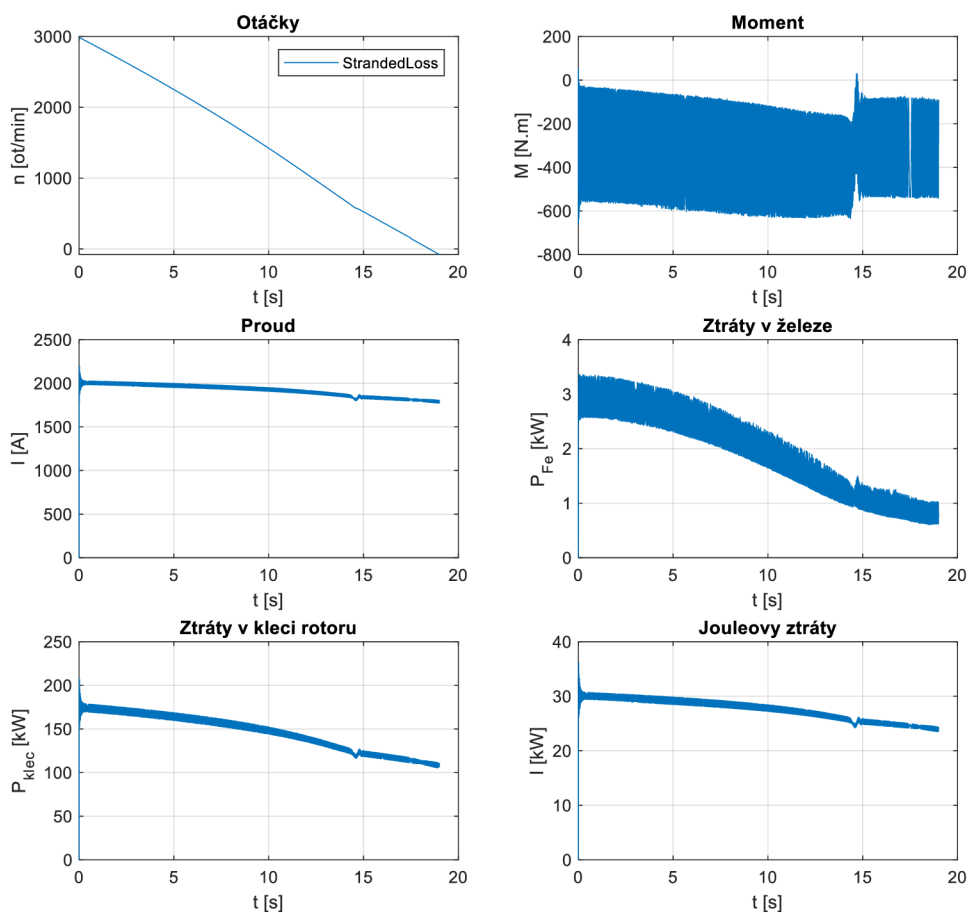 Otáčky
3000
2000
1000
0
n [ot/min]
StrandedLoss
0 5 10 15 20
t [s]
Moment
200
0
-200
-400
-600
-800
M [N.m]
0 5 10 15 20
t [s]
Proud
2500
2000
1500
1000
500
0
I [A]
0 5 10 15 20
t [s]
Ztráty v železe
4
3
2
1
0
P_Fe [kW]
0 5 10 15 20
t [s]
Ztráty v kleci rotoru
250
200
150
100
50
0
P_klec [kW]
0 5 10 15 20
t [s]
Jouleovy ztráty
40
30
20
10
0
I [kW]
0 5 10 15 20
t [s]